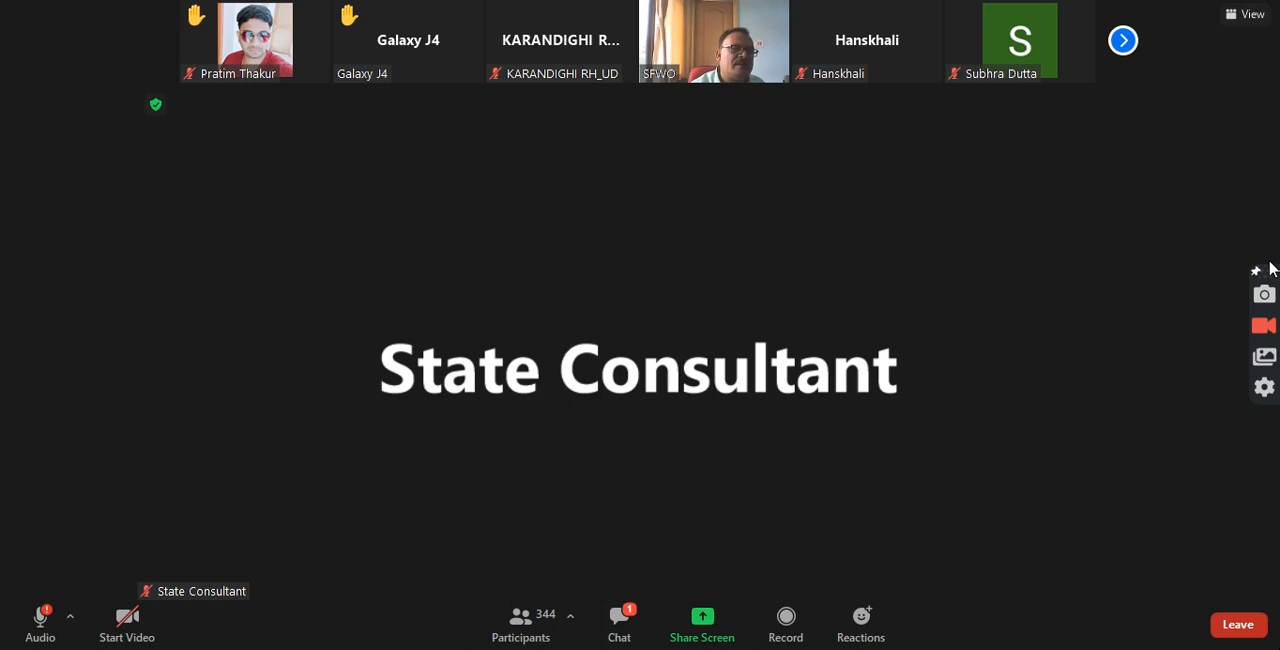 View
Galaxy J4
KARANDIGHI R...
Hanskhali
S
Pratim Thakur
Galaxy J4
KARANDIGHI RH_UD
SFWO
Hanskhali
Subhra Dutta
State Consultant
State Consultant
344
1
Audio
Start Video
Participants
Chat
Share Screen
Record
Reactions
Leave